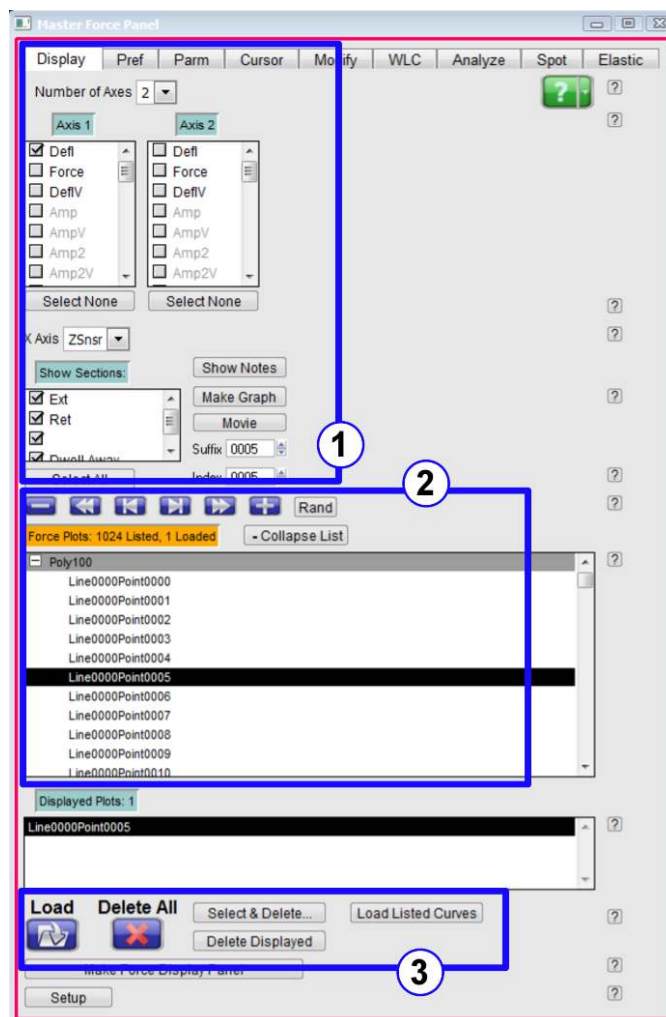 Master Force Panel
Display Pref Parm Cursor Modify WLC Analyze Spot Elastic
Number of Axes 2
?
?
Axis 1 Axis 2
?
Defl Defl
Force Force
DeflV DeflV
Amp Amp
AmpV AmpV
Amp2 Amp2
Amp2V Amp2V
Select None Select None
?
X Axis ZSnsr
?
Show Sections: Show Notes
Ext Make Graph
?
Ret Movie
1
Suffix 0005
Dwell Away
Select All Index 0005
?
2
Rand
?
Force Plots: 1024 Listed, 1 Loaded - Collapse List
Poly100
?
Line0000Point0000
Line0000Point0001
Line0000Point0002
Line0000Point0003
Line0000Point0004
Line0000Point0005
Line0000Point0006
Line0000Point0007
Line0000Point0008
Line0000Point0009
Line0000Point0010
Displayed Plots: 1
Line0000Point0005
?
Load Delete All Select & Delete... Load Listed Curves
?
Delete Displayed
3
Make Force Display Panel
?
Setup
?